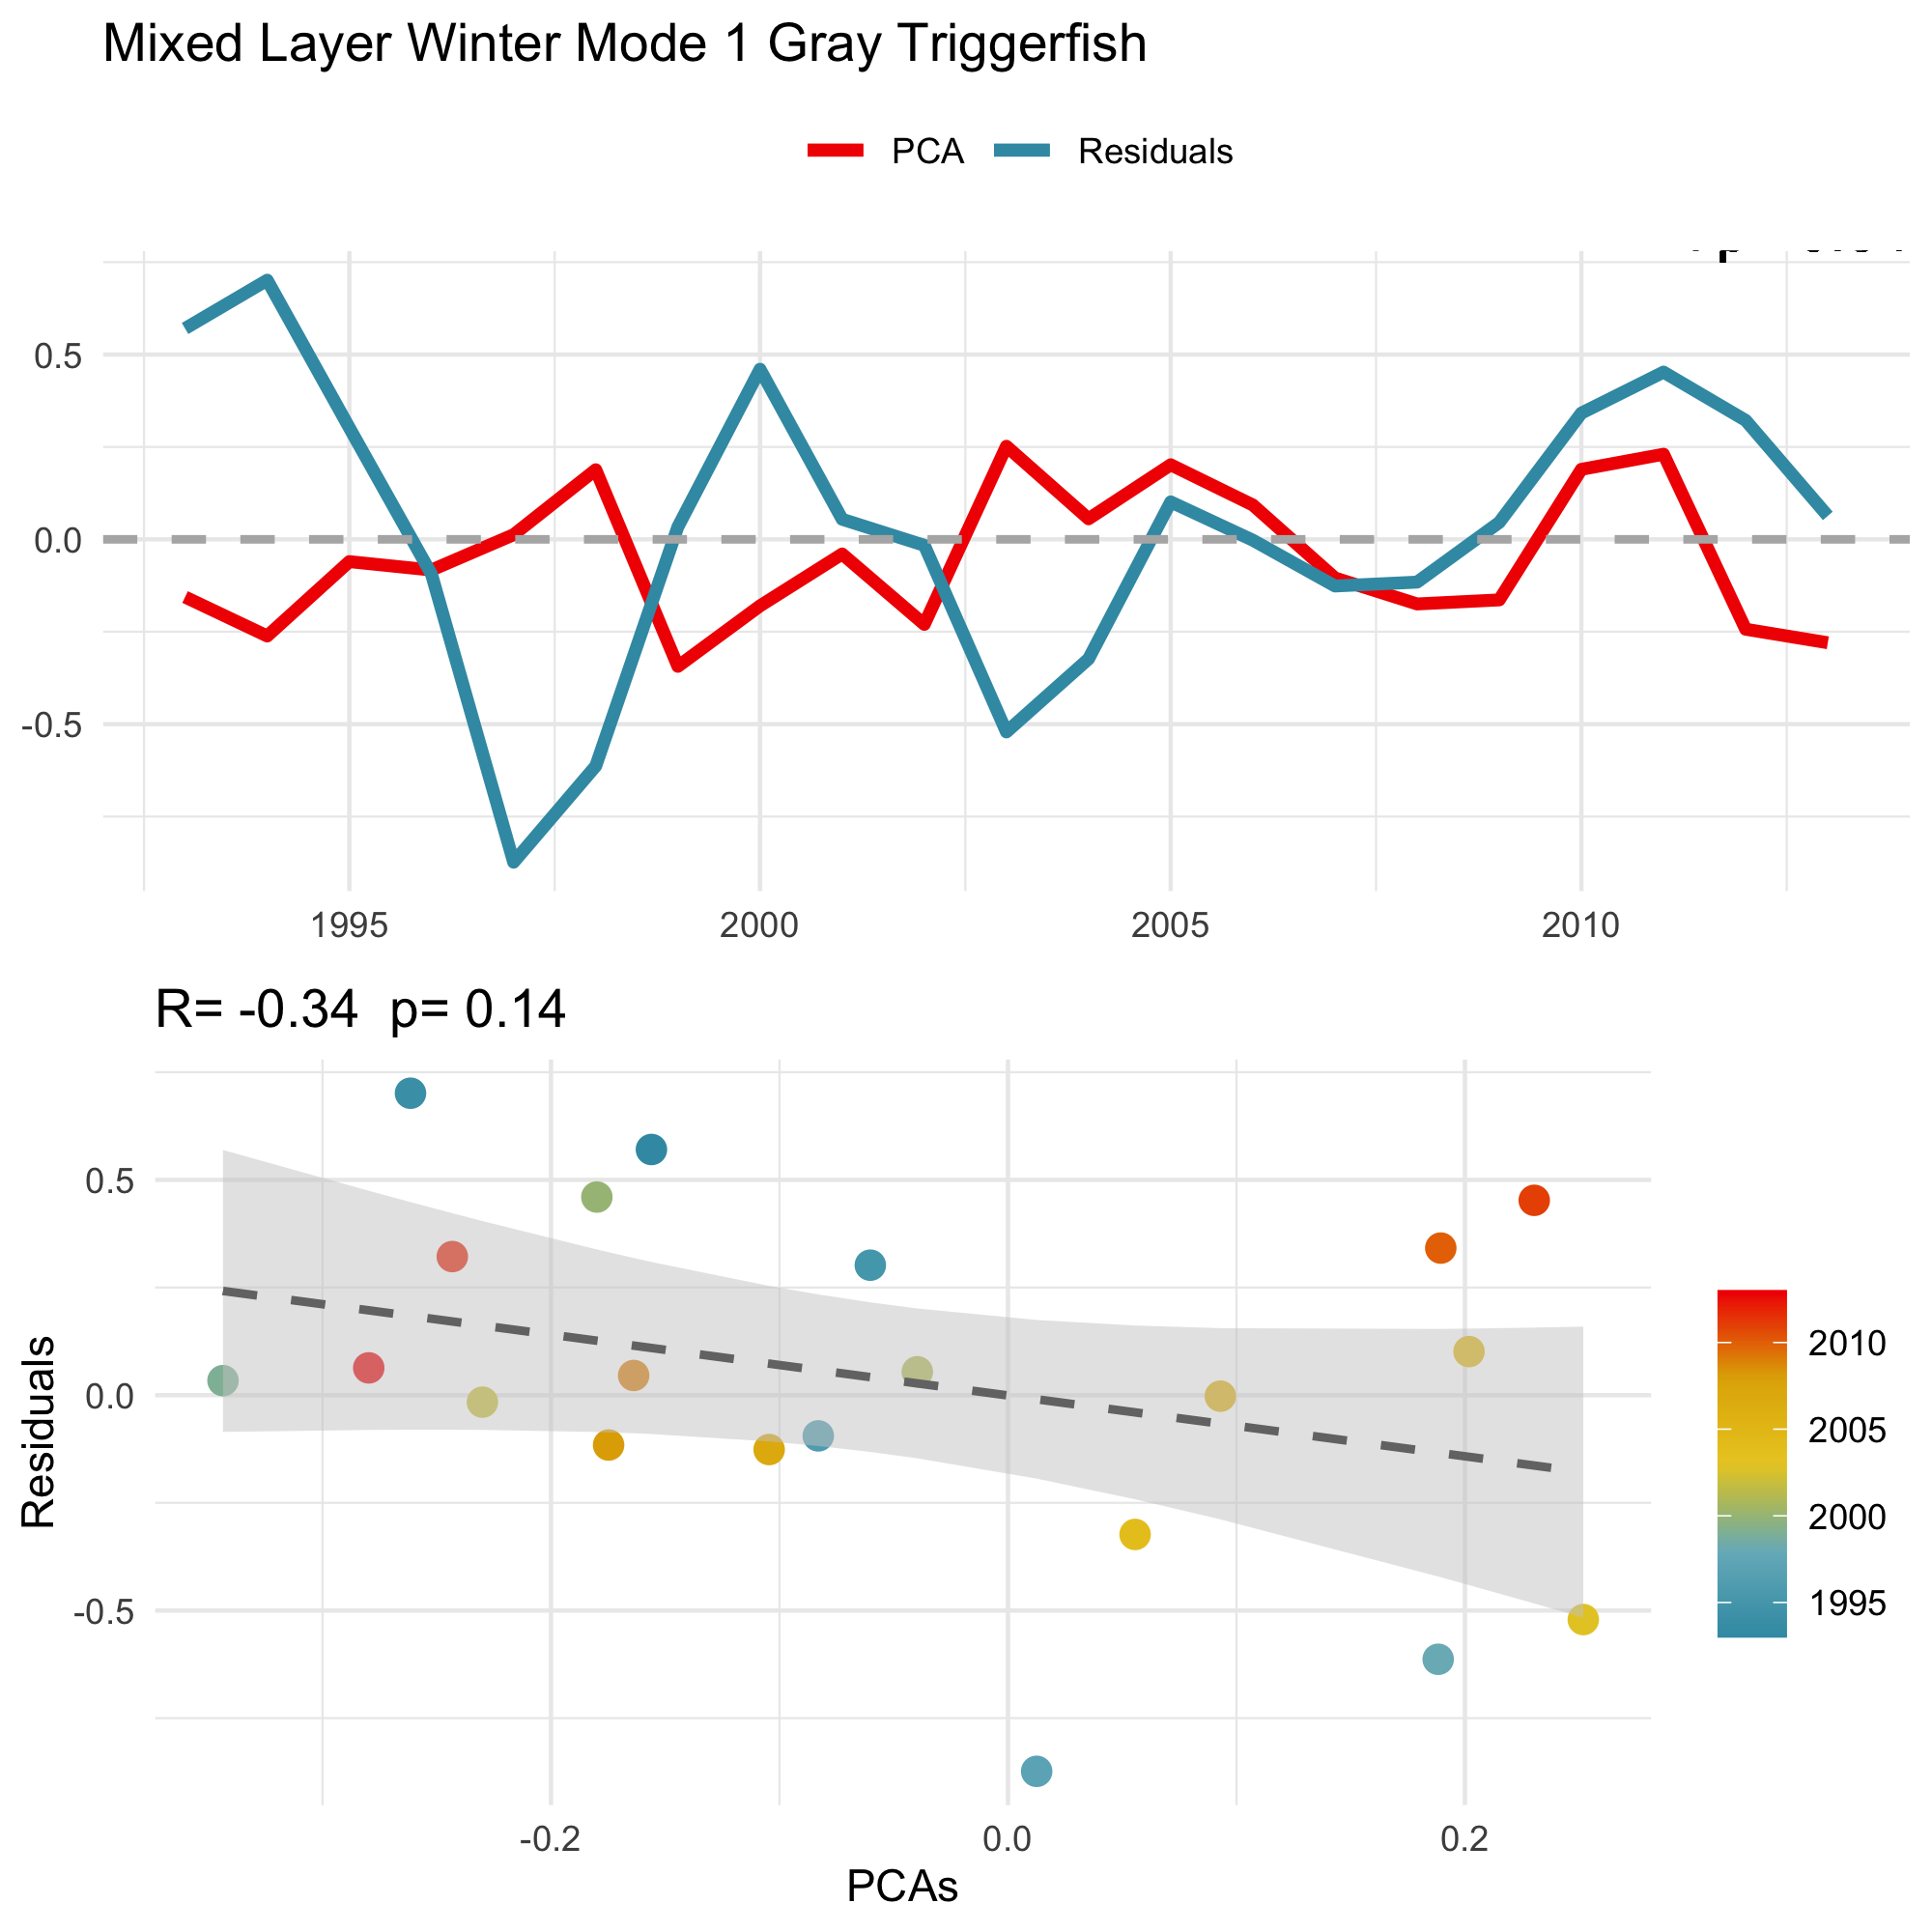 Mixed Layer Winter Mode 1 Gray Triggerfish
PCA Residuals
0.5
0.0
-0.5
1995 2000 2005 2010
R= -0.34 p= 0.14
Residuals
0.5
0.0
-0.5
-0.2 0.0 0.2
PCAs
2010
2005
2000
1995